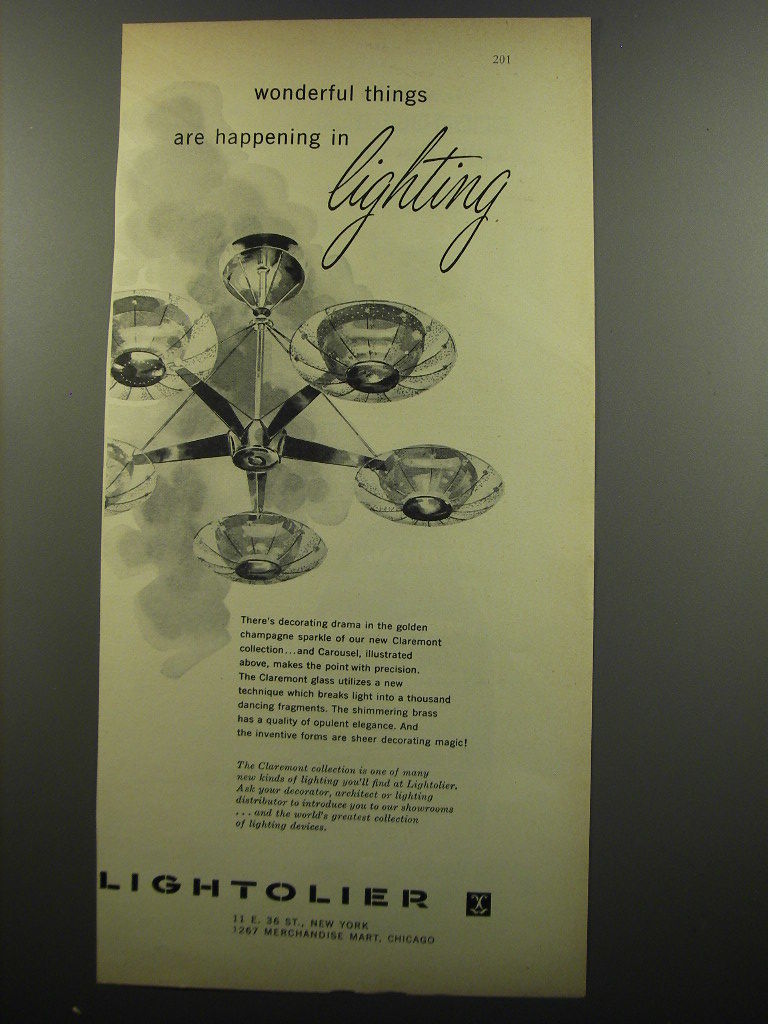 201
wonderful things
are happening in
lighting
There's decorating drama in the golden
champagne sparkle of our new Claremont
collection...and Carousel, illustrated
above, makes the point with precision.
The Claremont glass utilizes a new
technique which breaks light into a thousand
dancing fragments. The shimmering brass
has a quality of opulent elegance. And
the inventive forms are sheer decorating magic!
The Claremont collection is one of many
new kinds of lighting you'll find at Lightolier.
Ask your decorator, architect or lighting
distributor to introduce you to our showrooms
...and the world's greatest collection
of lighting devices.
LIGHTOLIER
11 E. 36 ST., NEW YORK
1267 MERCHANDISE MART, CHICAGO